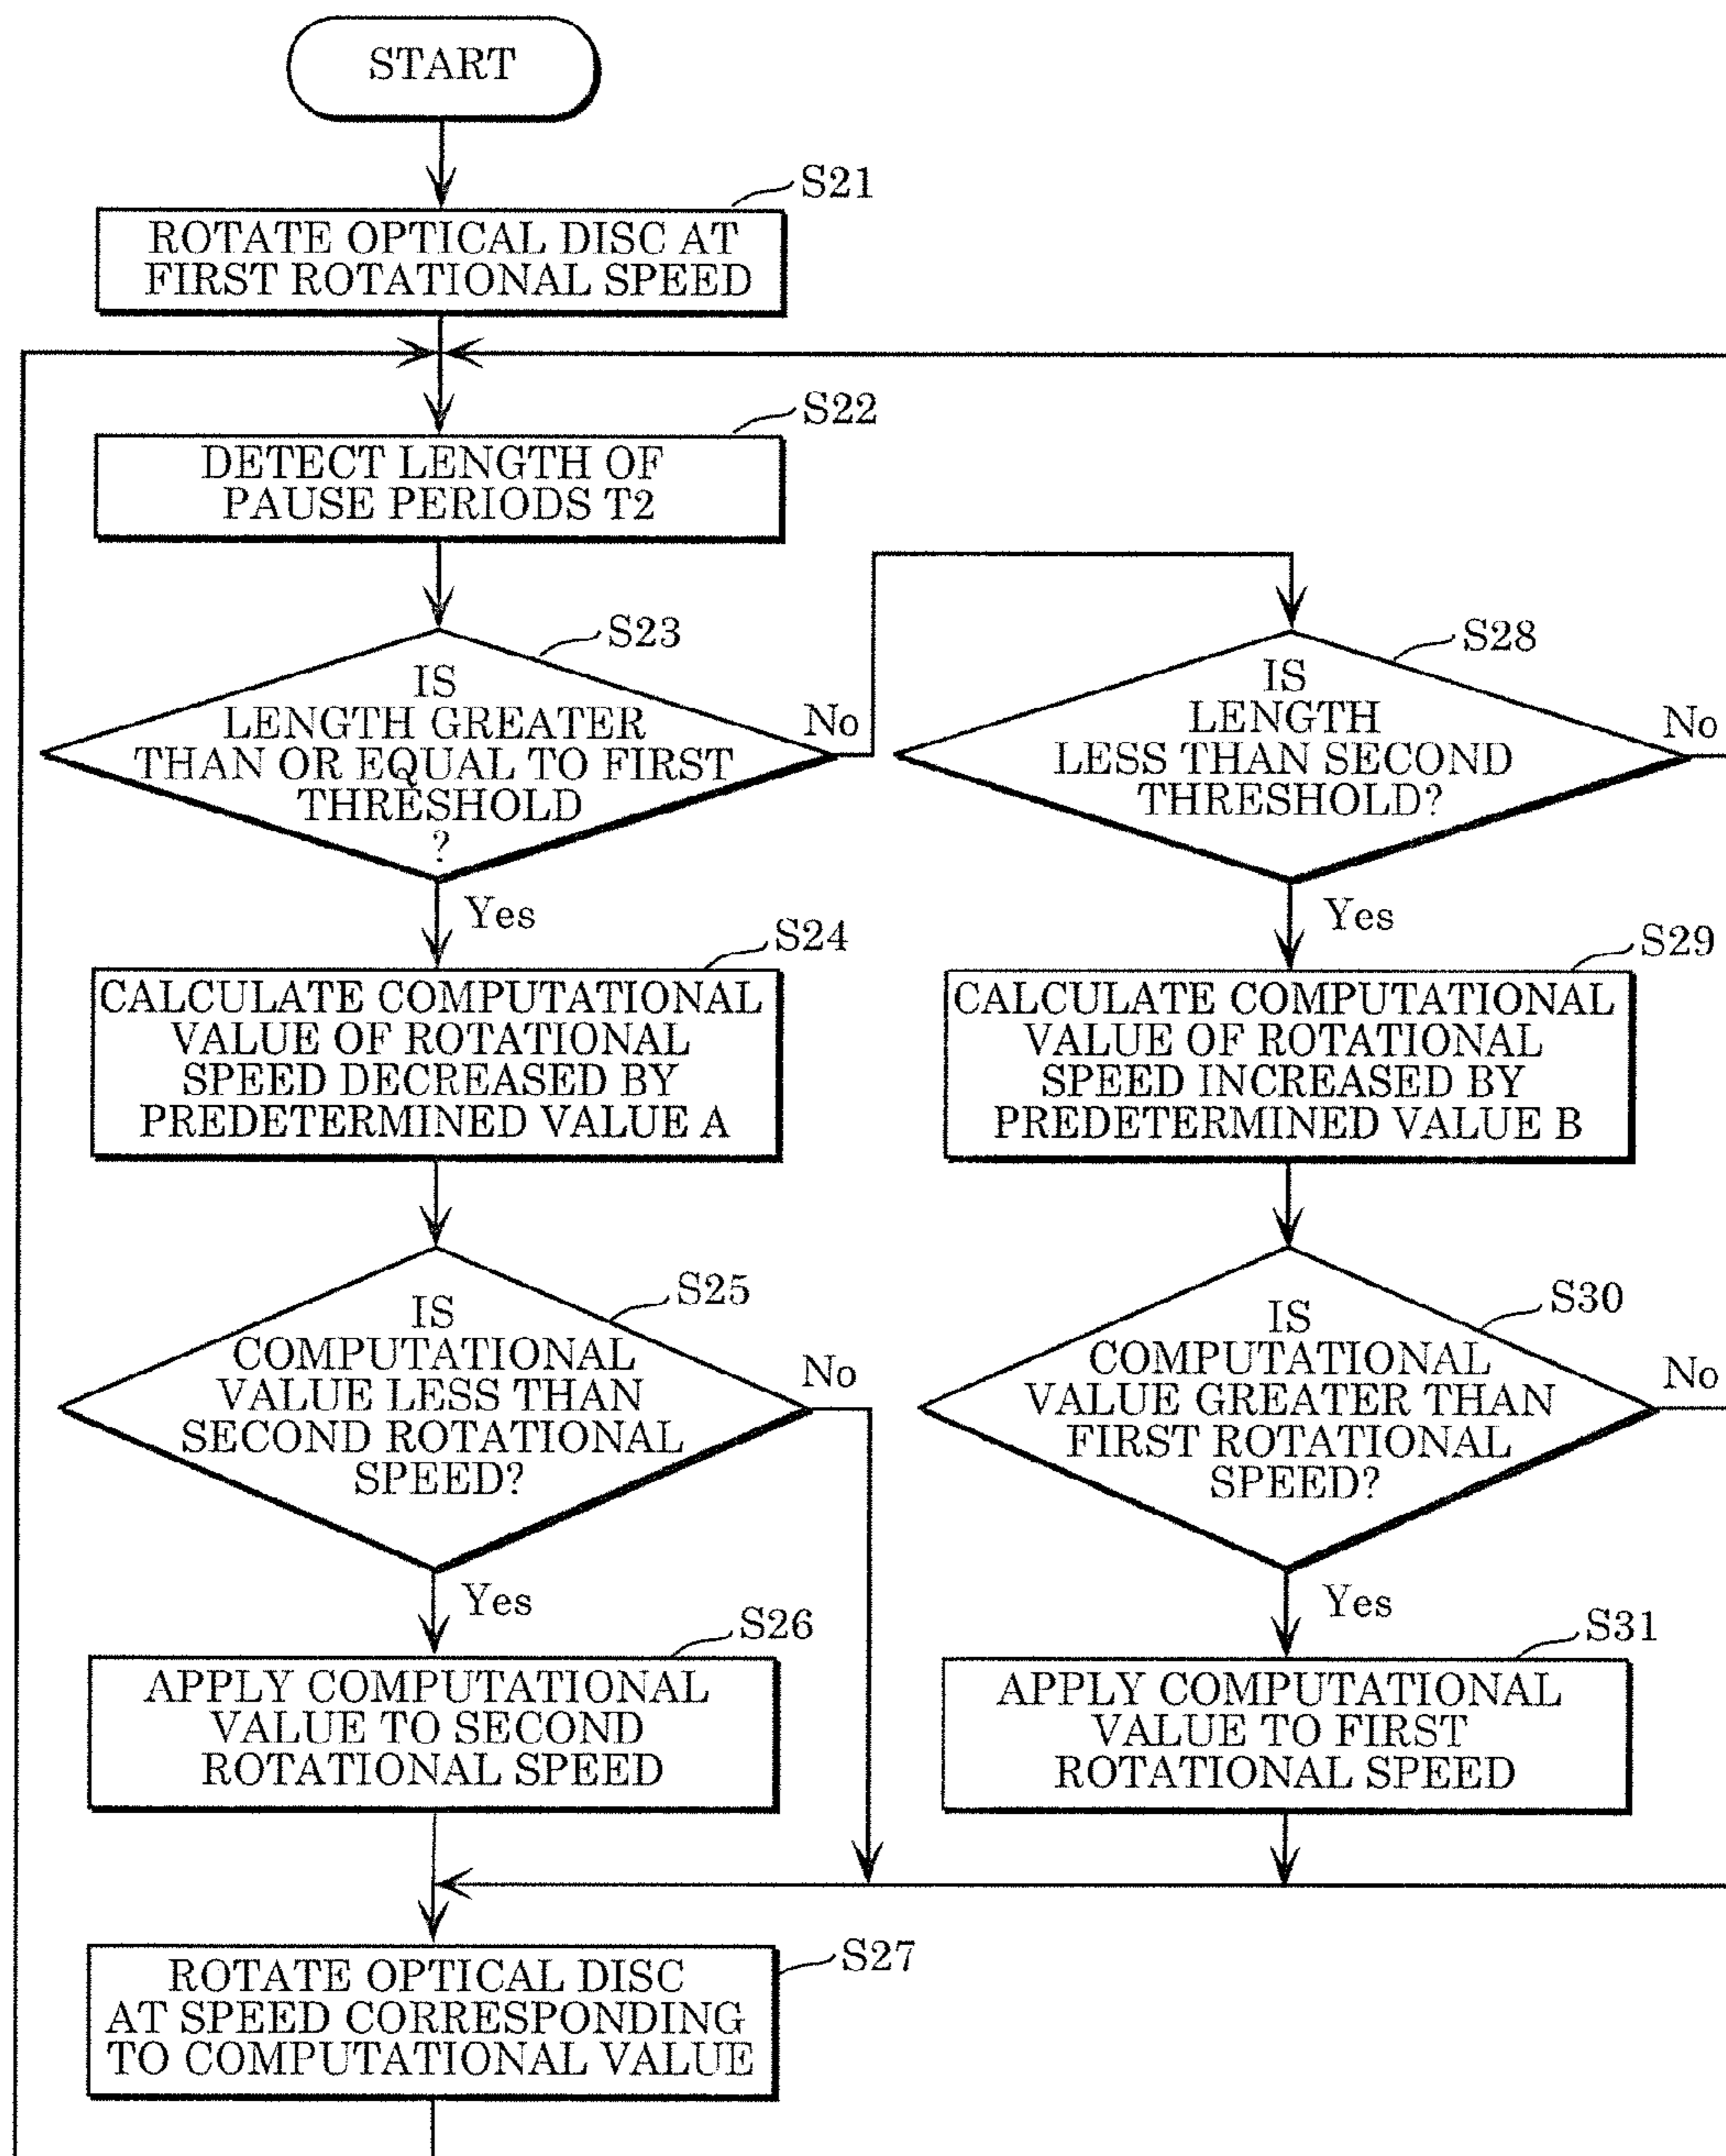 START
S21
ROTATE OPTICAL DISC AT
FIRST ROTATIONAL SPEED
S22
DETECT LENGTH OF
PAUSE PERIODS T2
S23
IS
LENGTH GREATER
THAN OR EQUAL TO FIRST
THRESHOLD
?
No
Yes
S28
IS
LENGTH
LESS THAN SECOND
THRESHOLD?
No
Yes
S24
CALCULATE COMPUTATIONAL
VALUE OF ROTATIONAL
SPEED DECREASED BY
PREDETERMINED VALUE A
S29
CALCULATE COMPUTATIONAL
VALUE OF ROTATIONAL
SPEED INCREASED BY
PREDETERMINED VALUE B
S25
IS
COMPUTATIONAL
VALUE LESS THAN
SECOND ROTATIONAL
SPEED?
No
Yes
S30
IS
COMPUTATIONAL
VALUE GREATER THAN
FIRST ROTATIONAL
SPEED?
No
Yes
S26
APPLY COMPUTATIONAL
VALUE TO SECOND
ROTATIONAL SPEED
S31
APPLY COMPUTATIONAL
VALUE TO FIRST
ROTATIONAL SPEED
S27
ROTATE OPTICAL DISC
AT SPEED CORRESPONDING
TO COMPUTATIONAL VALUE